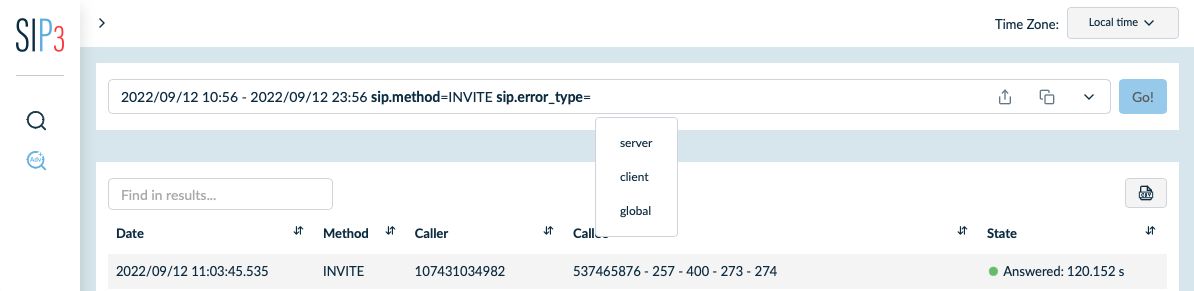 SIP3
Time Zone: Local time
2022/09/12 10:56 - 2022/09/12 23:56 sip.method=INVITE sip.error_type=
Go!
Adv
server
client
global
Find in results...
CSV
Date Method Caller Calle State
2022/09/12 11:03:45.535 INVITE 107431034982 537465876 - 257 - 400 - 273 - 274 Answered: 120.152 s